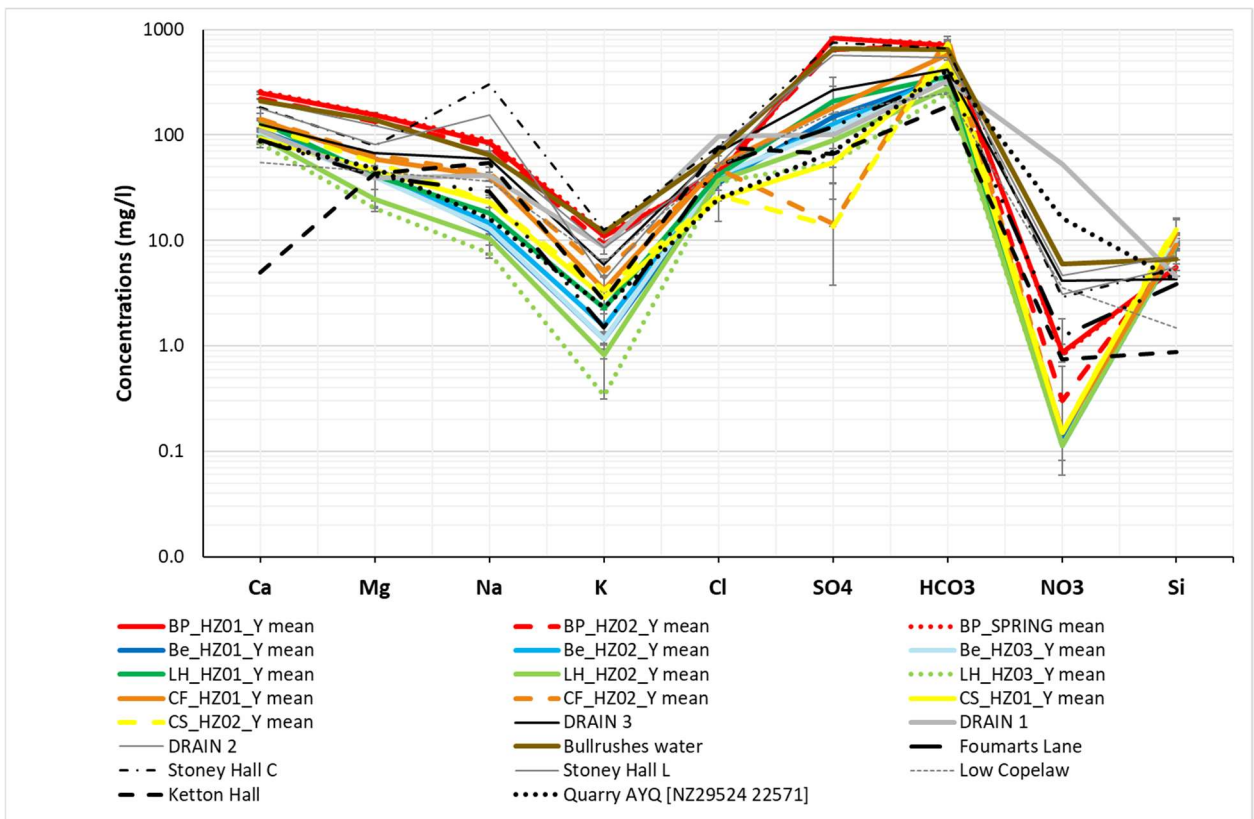 Concentrations (mg/l)
1000
100
10.0
1.0
0.1
0.0
Ca Mg Na K Cl SO4 HCO3 NO3 Si
BP_HZ01_Y mean BP_HZ02_Y mean BP_SPRING mean
Be_HZ01_Y mean Be_HZ02_Y mean Be_HZ03_Y mean
LH_HZ01_Y mean LH_HZ02_Y mean LH_HZ03_Y mean
CF_HZ01_Y mean CF_HZ02_Y mean CS_HZ01_Y mean
CS_HZ02_Y mean DRAIN 3 DRAIN 1
DRAIN 2 Bullrushes water Foumarts Lane
Stoney Hall C Stoney Hall L Low Copelaw
Ketton Hall Quarry AYQ [NZ29524 22571]